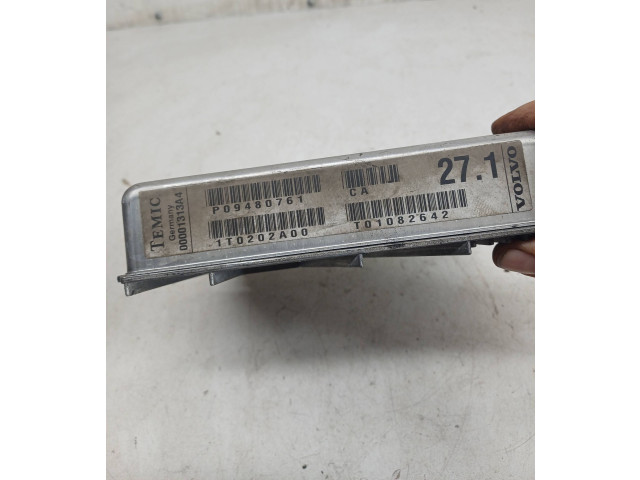 TEMIC
Germany
00001313A4
P09480761
CA
27.1
1T0202A00
T01082642
VOLVO